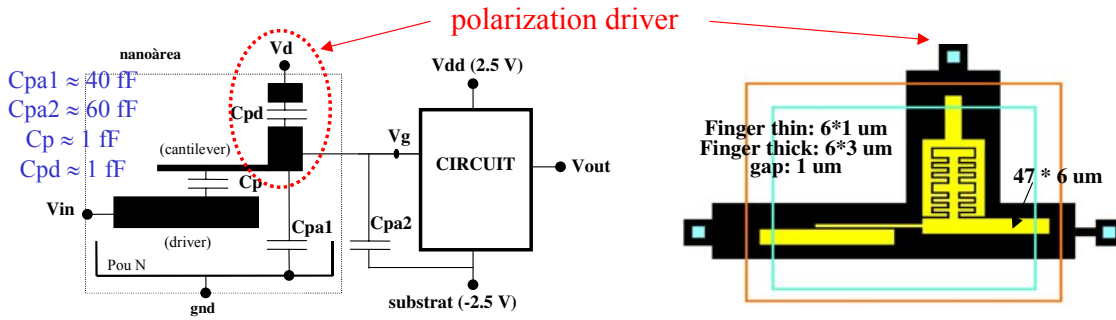 polarization driver
nanoàrea
Vd
Vdd (2.5 V)
Cpa1 ≈ 40 fF
Cpa2 ≈ 60 fF
Cp ≈ 1 fF
Cpd ≈ 1 fF
Cpd
(cantilever)
Vg
CIRCUIT
Vout
Cp
Vin
(driver)
Cpa1
Cpa2
Pou N
gnd
substrat (-2.5 V)
Finger thin: 6*1 um
Finger thick: 6*3 um
gap: 1 um
47 * 6 um